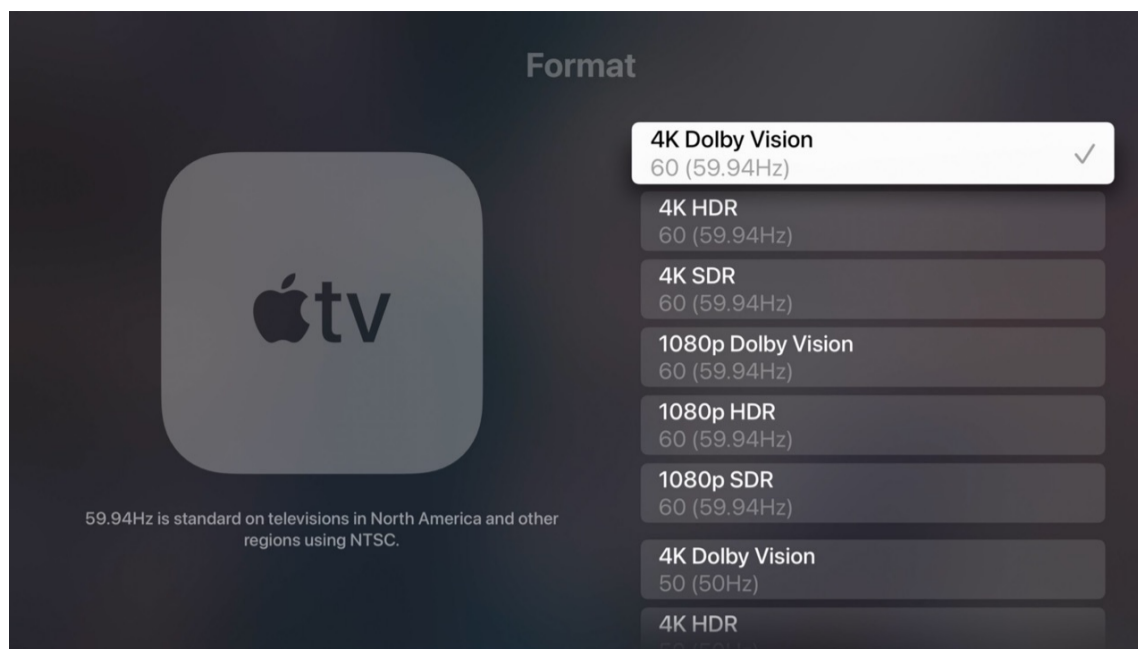 Format
tv
59.94Hz is standard on televisions in North America and other
regions using NTSC.
4K Dolby Vision
60 (59.94Hz)
4K HDR
60 (59.94Hz)
4K SDR
60 (59.94Hz)
1080p Dolby Vision
60 (59.94Hz)
1080p HDR
60 (59.94Hz)
1080p SDR
60 (59.94Hz)
4K Dolby Vision
50 (50Hz)
4K HDR